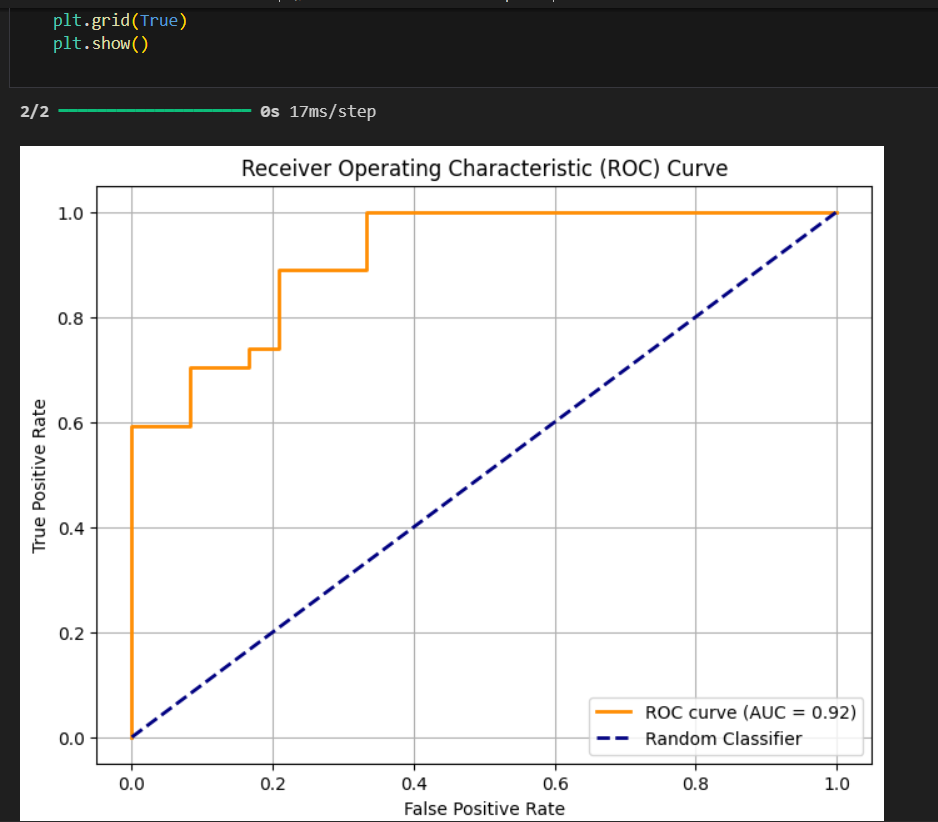 plt.grid(True)
plt.show()
2/2 0s 17ms/step
Receiver Operating Characteristic (ROC) Curve
1.0
0.8
0.6
0.4
0.2
0.0
True Positive Rate
ROC curve (AUC = 0.92)
Random Classifier
0.0 0.2 0.4 0.6 0.8 1.0
False Positive Rate